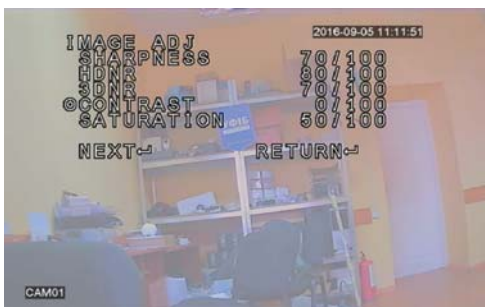 2016-09-05 11:11:51
IMAGE ADJ
SHARPNESS 70/100
HDNR 80/100
3DNR 70/100
CONTRAST 0/100
SATURATION 50/100
NEXT↵ RETURN↵
CAM01